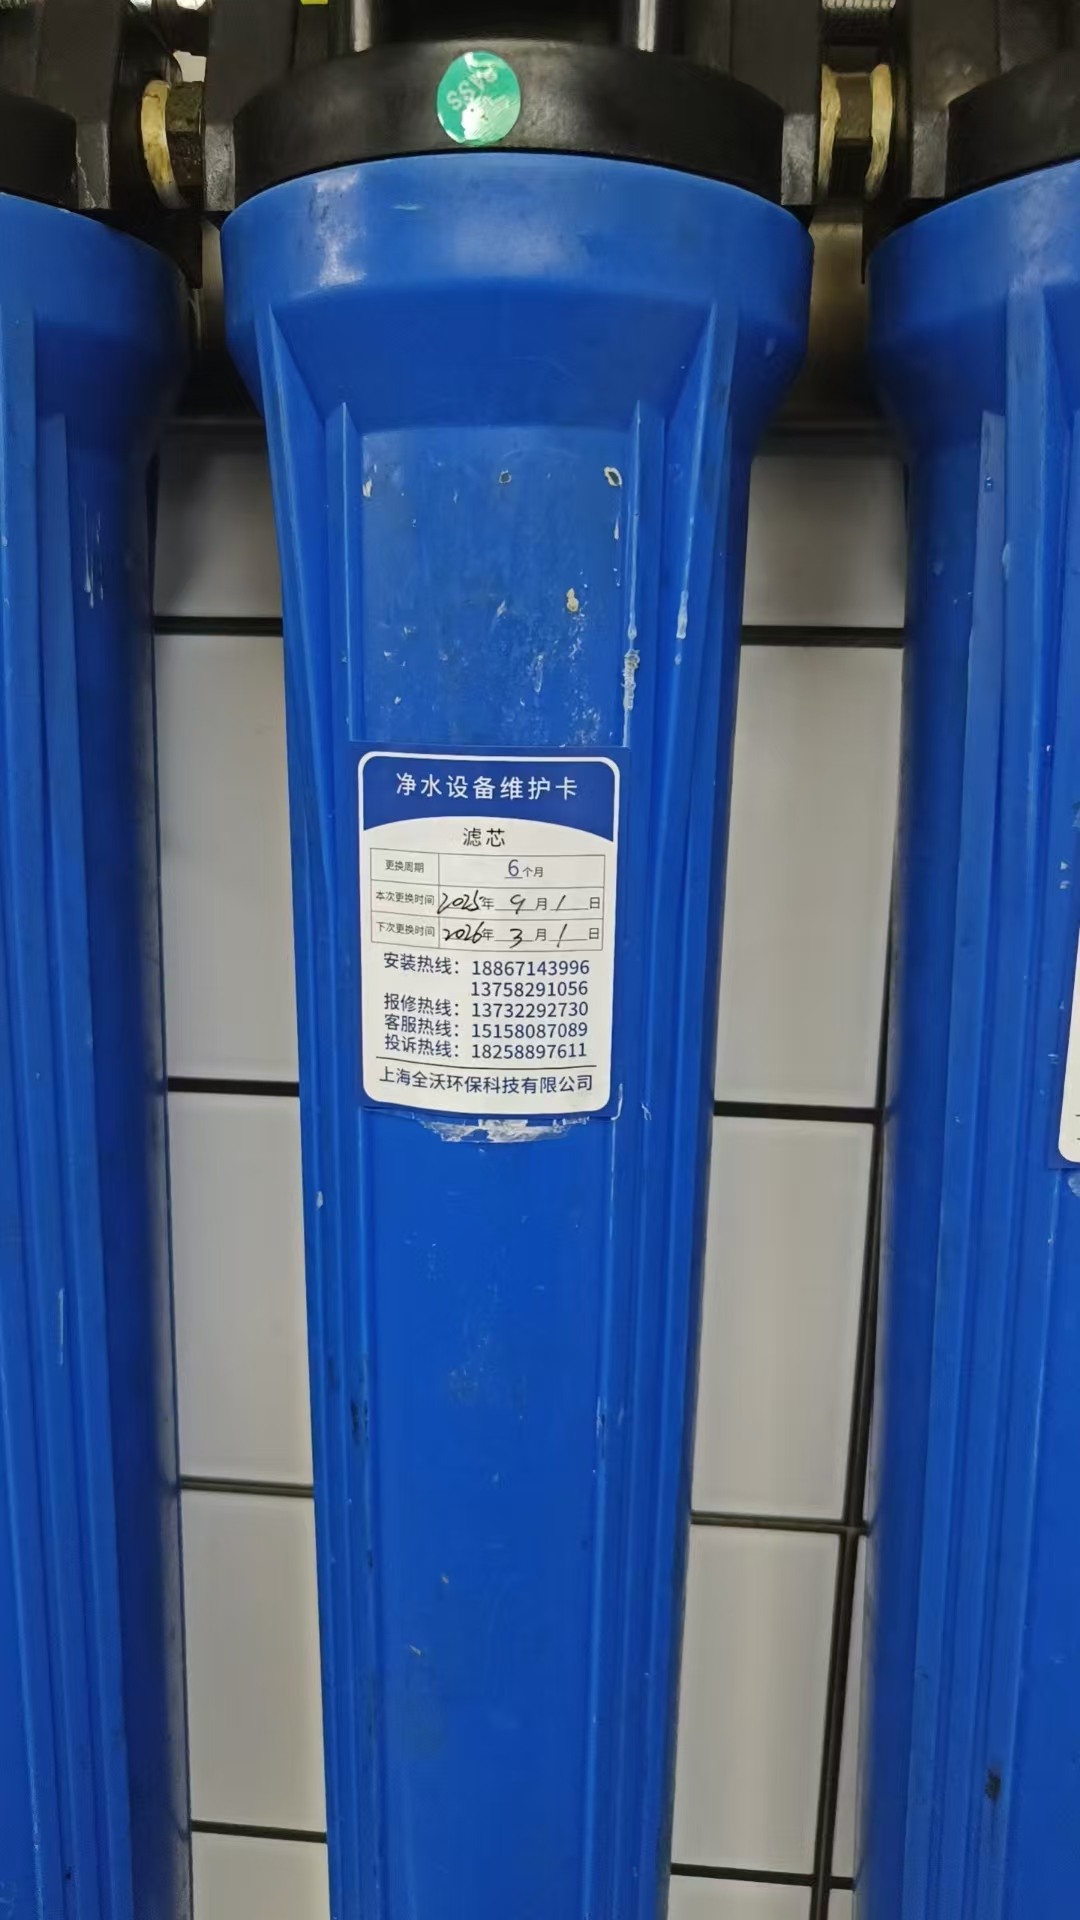 PASS
净水设备维护卡
滤芯
更换周期 6个月
本次更换时间 2025年 9月 1日
下次更换时间 2026年 3月 1日
安装热线：18867143996
13758291056
报修热线：13732292730
客服热线：15158087089
投诉热线：18258897611
上海全沃环保科技有限公司